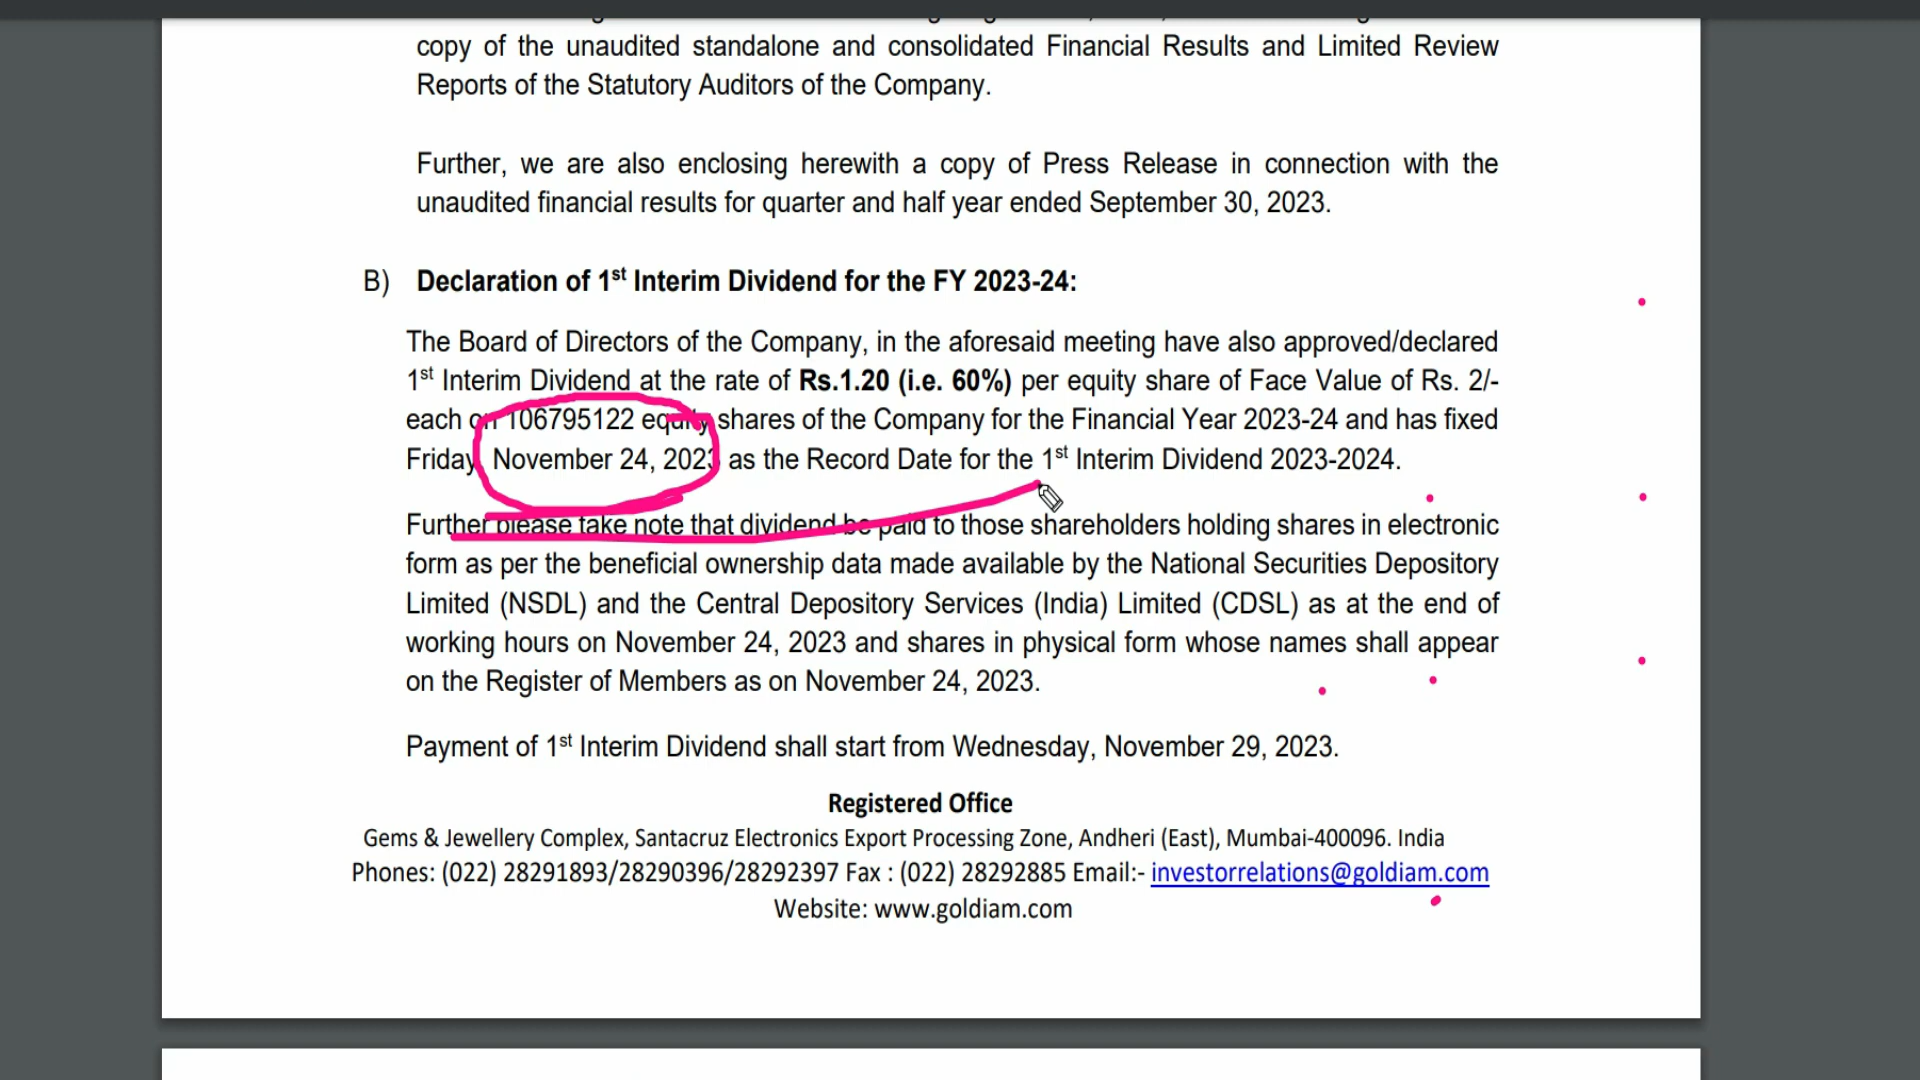 copy of the unaudited standalone and consolidated Financial Results and Limited Review
Reports of the Statutory Auditors of the Company.
Further, we are also enclosing herewith a copy of Press Release in connection with the
unaudited financial results for quarter and half year ended September 30, 2023.
B) Declaration of 1st Interim Dividend for the FY 2023-24:
The Board of Directors of the Company, in the aforesaid meeting have also approved/declared
1st Interim Dividend at the rate of Rs.1.20 (i.e. 60%) per equity share of Face Value of Rs. 2/-
each on 106795122 equity shares of the Company for the Financial Year 2023-24 and has fixed
Friday, November 24, 2023 as the Record Date for the 1st Interim Dividend 2023-2024.
Further please take note that dividend be paid to those shareholders holding shares in electronic
form as per the beneficial ownership data made available by the National Securities Depository
Limited (NSDL) and the Central Depository Services (India) Limited (CDSL) as at the end of
working hours on November 24, 2023 and shares in physical form whose names shall appear
on the Register of Members as on November 24, 2023.
Payment of 1st Interim Dividend shall start from Wednesday, November 29, 2023.
Registered Office
Gems & Jewellery Complex, Santacruz Electronics Export Processing Zone, Andheri (East), Mumbai-400096. India
Phones: (022) 28291893/28290396/28292397 Fax : (022) 28292885 Email:- investorrelations@goldiam.com
Website: www.goldiam.com